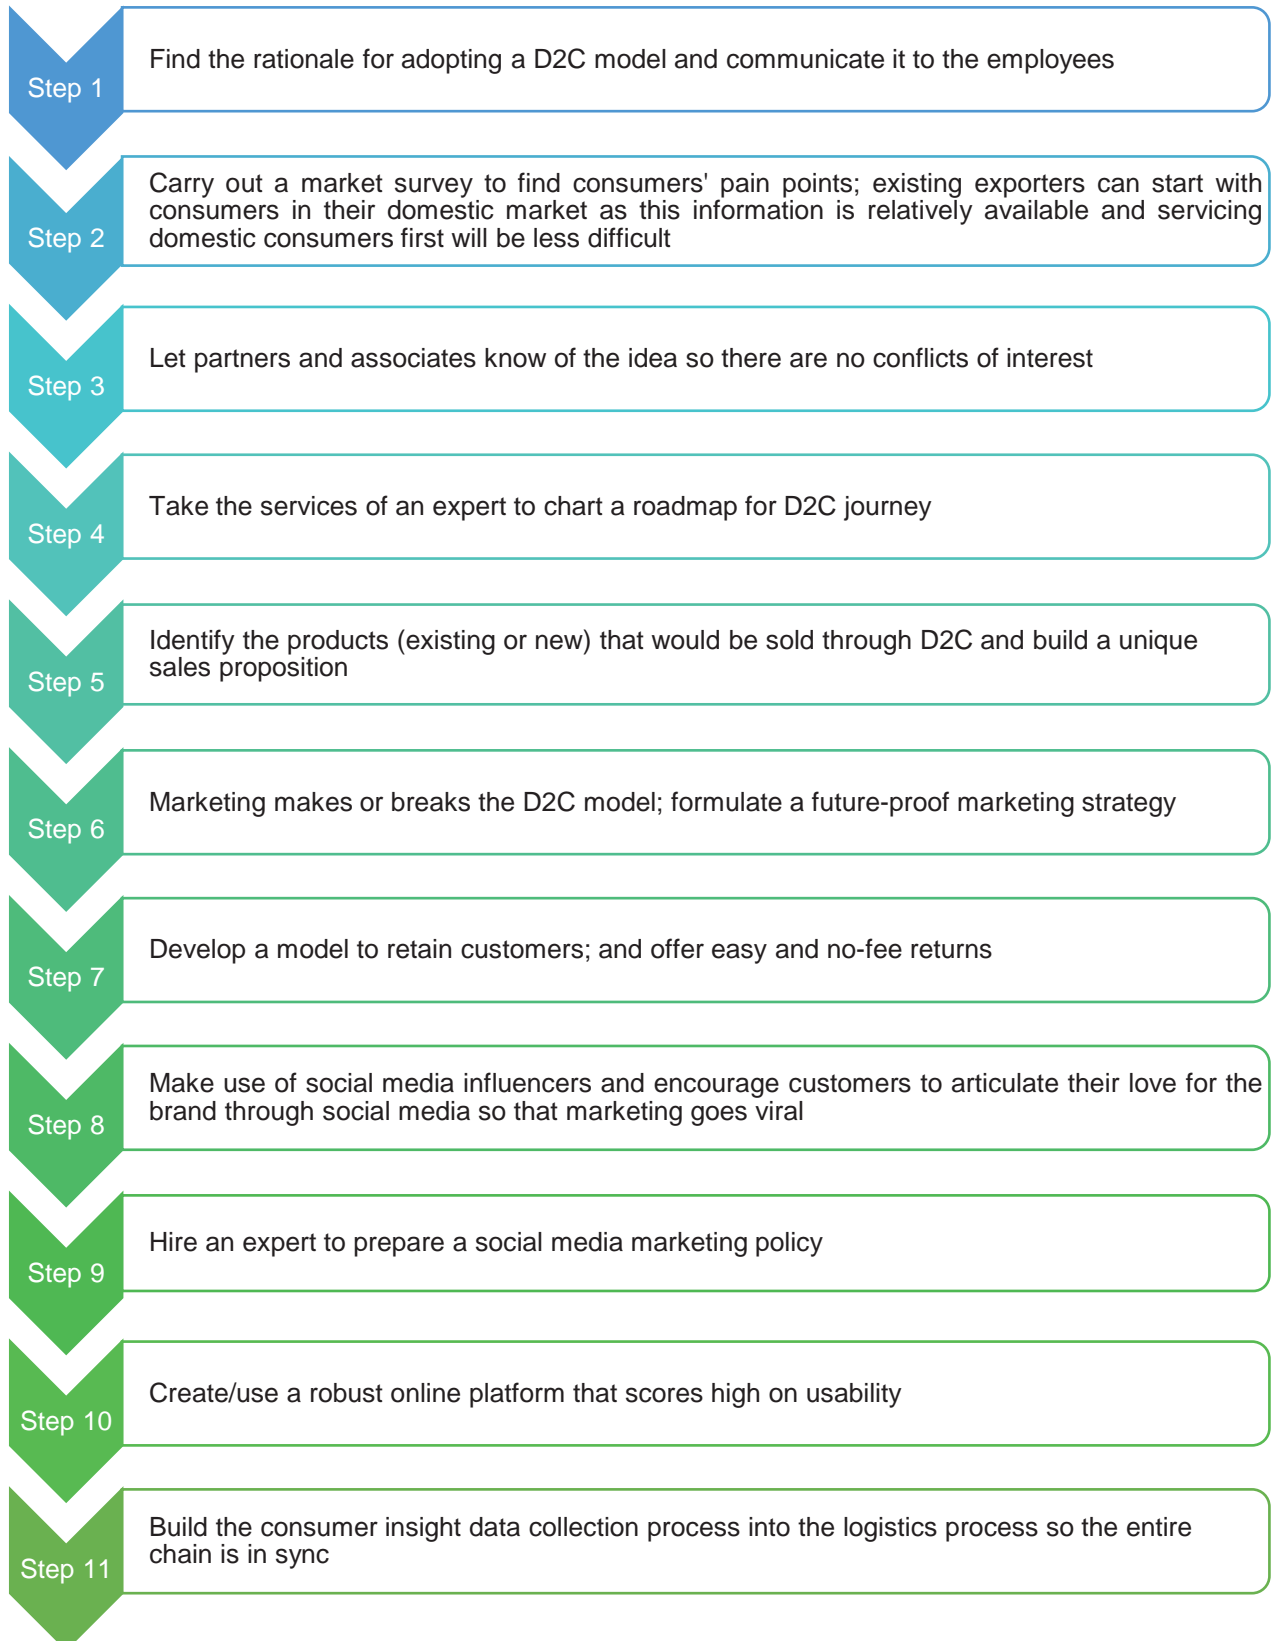 Step 1
Find the rationale for adopting a D2C model and communicate it to the employees
Step 2
Carry out a market survey to find consumers' pain points; existing exporters can start with
consumers in their domestic market as this information is relatively available and servicing
domestic consumers first will be less difficult
Step 3
Let partners and associates know of the idea so there are no conflicts of interest
Step 4
Take the services of an expert to chart a roadmap for D2C journey
Step 5
Identify the products (existing or new) that would be sold through D2C and build a unique
sales proposition
Step 6
Marketing makes or breaks the D2C model; formulate a future-proof marketing strategy
Step 7
Develop a model to retain customers; and offer easy and no-fee returns
Step 8
Make use of social media influencers and encourage customers to articulate their love for the
brand through social media so that marketing goes viral
Step 9
Hire an expert to prepare a social media marketing policy
Step 10
Create/use a robust online platform that scores high on usability
Step 11
Build the consumer insight data collection process into the logistics process so the entire
chain is in sync